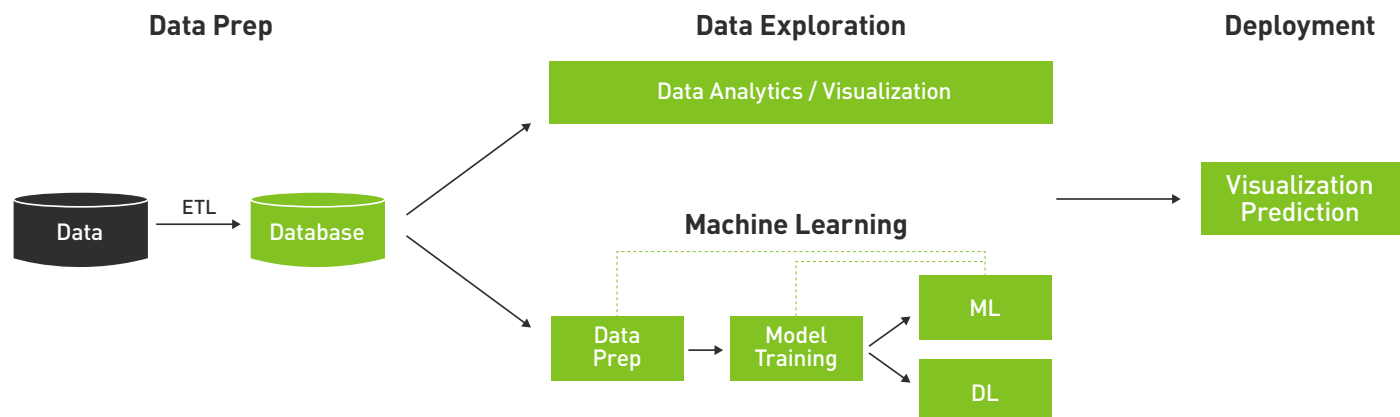 Data Prep
Data Exploration
Deployment
Data Analytics / Visualization
Data
ETL
Database
Visualization
Prediction
Machine Learning
Data
Prep
Model
Training
ML
DL